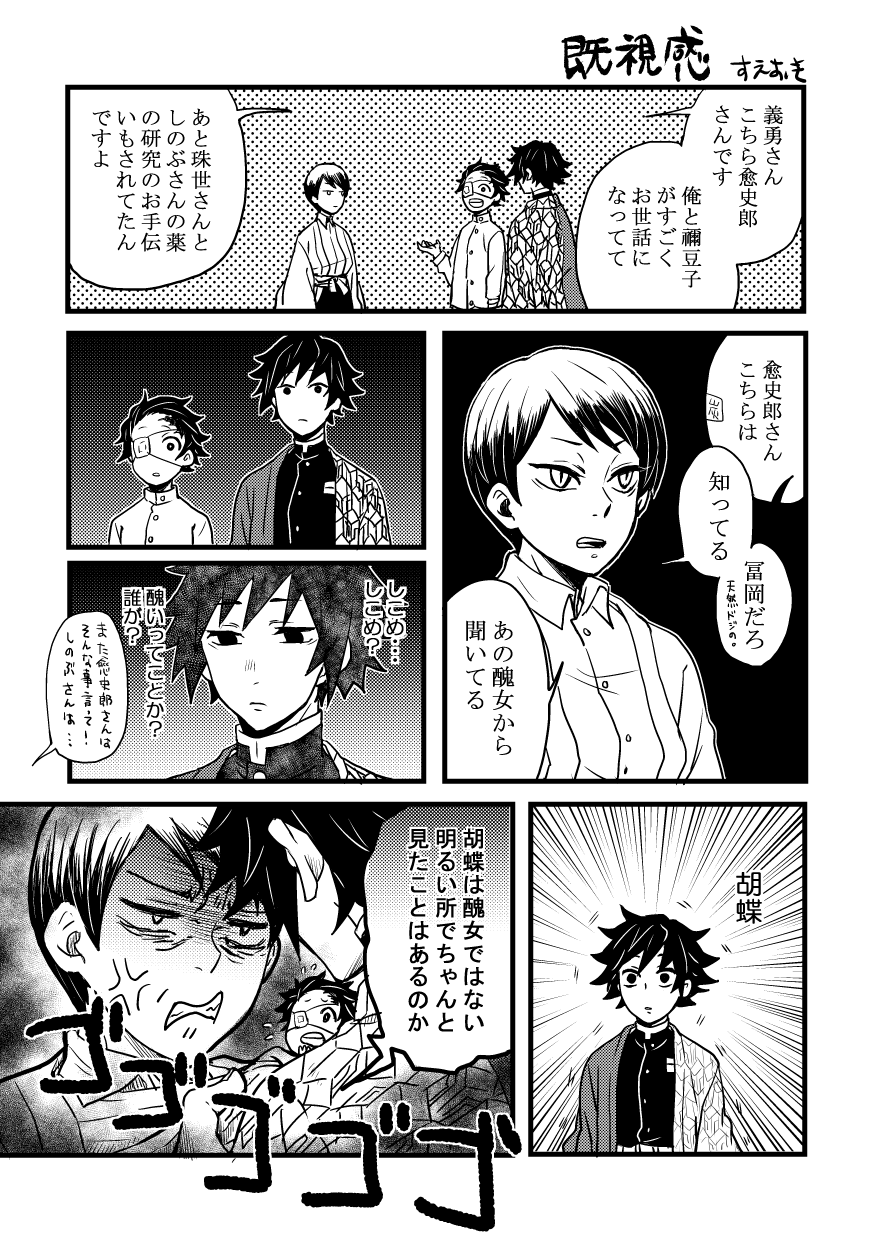 既視感
すえおき
義勇さん
こちら愈史郎
さんです
俺と禰豆子
がすごく
お世話に
なってて
あと珠世さんと
しのぶさんの薬
の研究のお手伝
いもされてたん
ですよ
愈史郎さん
こちらは
知ってる
冨岡だろ
天然ドジの。
あの醜女から
聞いてる
しこめ…
しこめ?
醜いってことか?
誰が?
また愈史郎さんは
そんな事言って!
しのぶさんは…
胡蝶
胡蝶は醜女ではない
明るい所でちゃんと
見たことはあるのか
ゴゴゴゴゴゴ